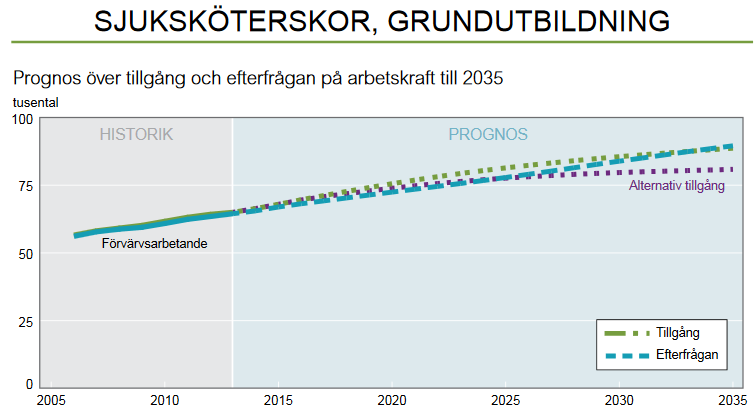 SJUKSKÖTERSKOR, GRUNDUTBILDNING
Prognos över tillgång och efterfrågan på arbetskraft till 2035
tusental
100
HISTORIK
PROGNOS
75
Alternativ tillgång
50
Förvärvsarbetande
25
Tillgång
Efterfrågan
0
2005 2010 2015 2020 2025 2030 2035